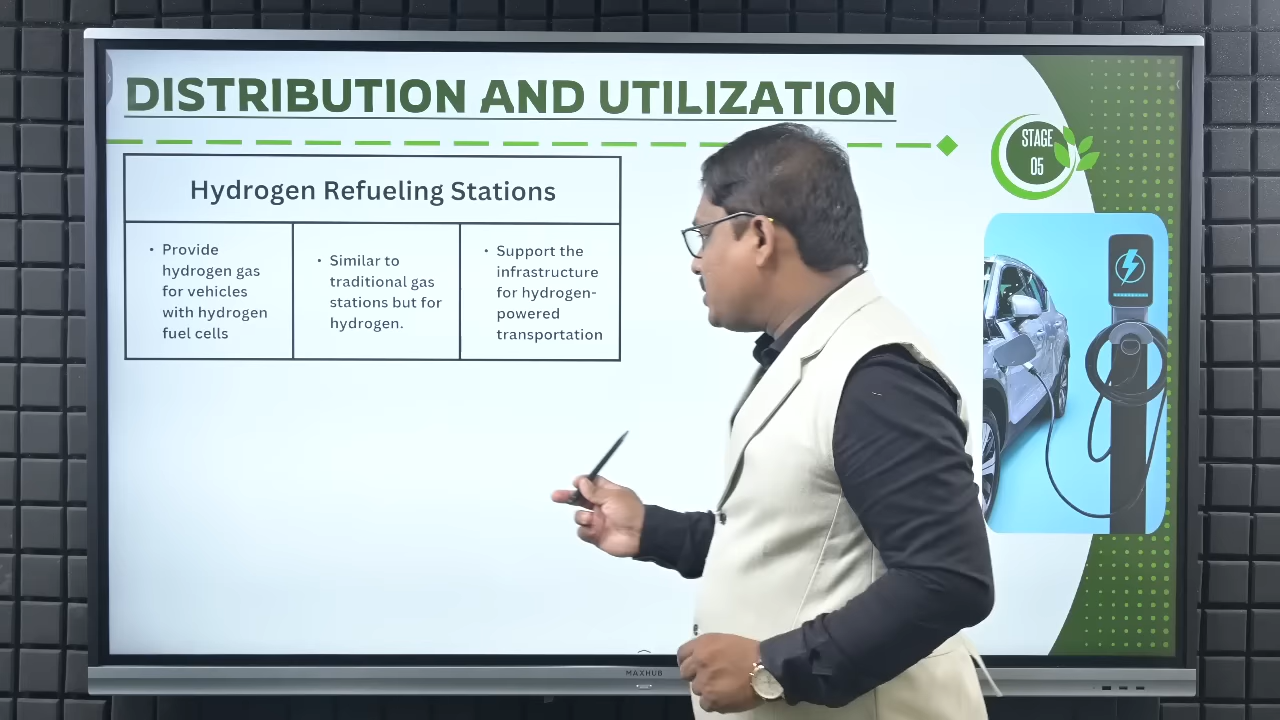 DISTRIBUTION AND UTILIZATION
STAGE
05
Hydrogen Refueling Stations
• Provide
hydrogen gas
for vehicles
with hydrogen
fuel cells
• Similar to
traditional gas
stations but for
hydrogen.
• Support the
infrastructure
for hydrogen-
powered
transportation
MAXHUB